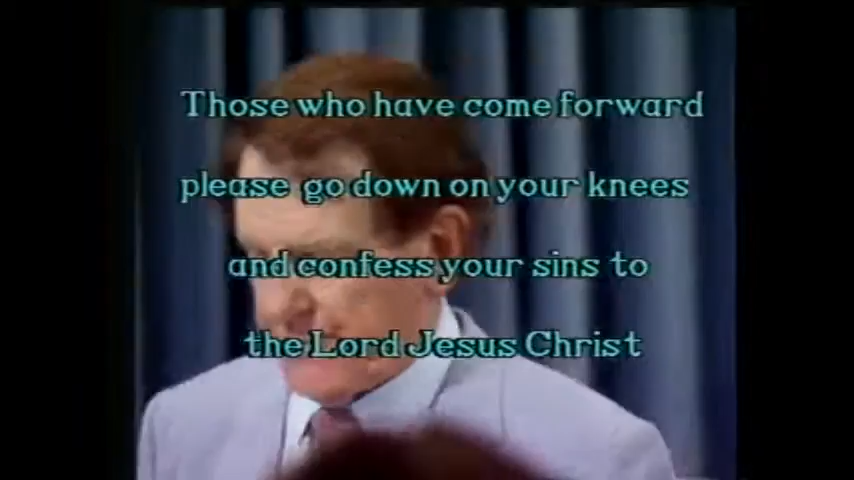 Those who have come forward
please go down on your knees
and confess your sins to
the Lord Jesus Christ